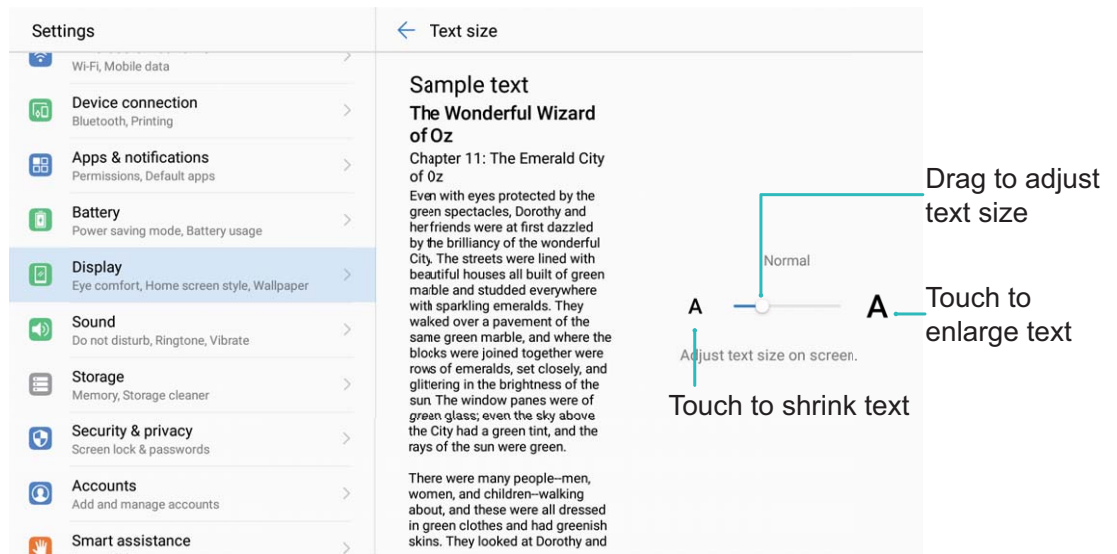 Settings
Wi-Fi, Mobile data
Device connection
Bluetooth, Printing
Apps & notifications
Permissions, Default apps
Battery
Power saving mode, Battery usage
Display
Eye comfort, Home screen style, Wallpaper
Sound
Do not disturb, Ringtone, Vibrate
Storage
Memory, Storage cleaner
Security & privacy
Screen lock & passwords
Accounts
Add and manage accounts
Smart assistance
Text size
Sample text
The Wonderful Wizard
of Oz
Chapter 11: The Emerald City
of Oz
Even with eyes protected by the
green spectacles, Dorothy and
her friends were at first dazzled
by the brilliancy of the wonderful
City. The streets were lined with
beautiful houses all built of green
marble and studded everywhere
with sparkling emeralds. They
waked over a pavement of the
same green marble, and where the
blocks were joined together were
rows of emeralds, set closely, and
glittering in the brightness of the
sun. The window panes were of
green glass; even the sky above
the City had a green tint, and the
rays of the sun were green.
There were many people--men,
women, and children--walking
about, and these were all dressed
in green clothes and had greenish
skins. They looked at Dorothy and
Normal
A
A
Adjust text size on screen.
Drag to adjust
text size
Touch to
enlarge text
Touch to shrink text